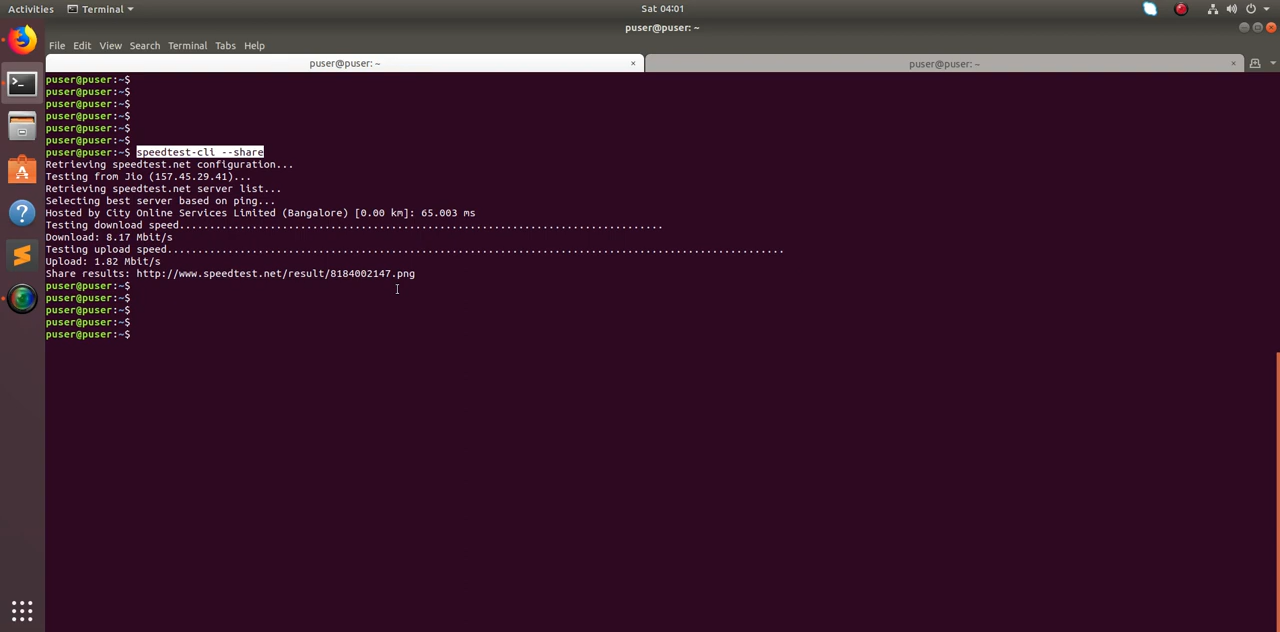 Activities Terminal Sat 04:01
puser@puser: ~
File Edit View Search Terminal Tabs Help
puser@puser: ~ × puser@puser: ~ ×
puser@puser:~$
puser@puser:~$
puser@puser:~$
puser@puser:~$
puser@puser:~$
puser@puser:~$
puser@puser:~$ speedtest-cli --share
Retrieving speedtest.net configuration...
Testing from Jio (157.45.29.41)...
Retrieving speedtest.net server list...
Selecting best server based on ping...
Hosted by City Online Services Limited (Bangalore) [0.00 km]: 65.003 ms
Testing download speed................................................................................
Download: 8.17 Mbit/s
Testing upload speed......................................................................................................
Upload: 1.82 Mbit/s
Share results: http://www.speedtest.net/result/8184002147.png
puser@puser:~$
puser@puser:~$
puser@puser:~$
puser@puser:~$
puser@puser:~$